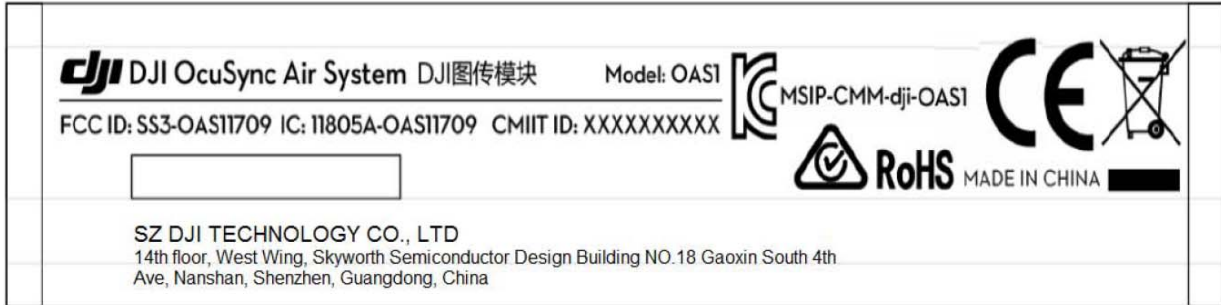 dji DJI OcuSync Air System DJI图传模块 Model: OAS1
FCC ID: SS3-OAS11709 IC: 11805A-OAS11709 CMIIT ID: XXXXXXXXXX
MSIP-CMM-dji-OAS1
CE
RoHS MADE IN CHINA
SZ DJI TECHNOLOGY CO., LTD
14th floor, West Wing, Skyworth Semiconductor Design Building NO.18 Gaoxin South 4th
Ave, Nanshan, Shenzhen, Guangdong, China